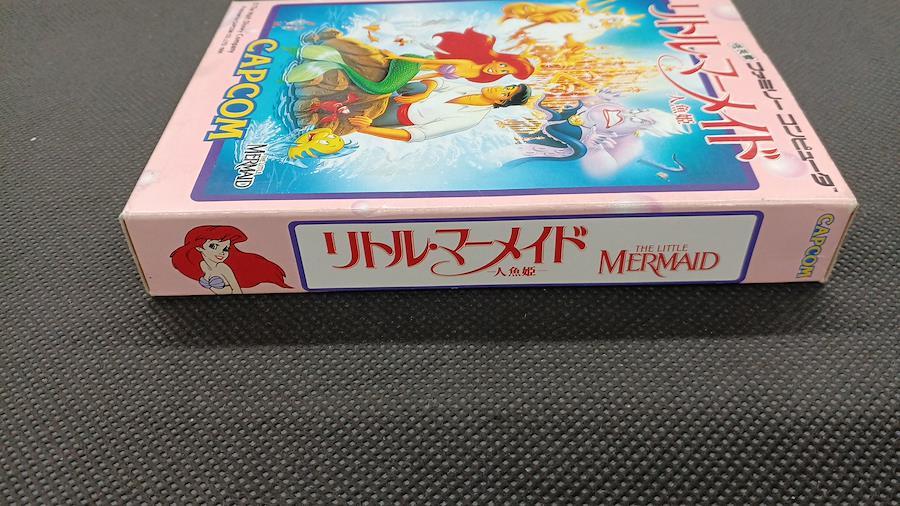 リトル・マーメイド
人魚姫
ファミリー コンピュータ
THE LITTLE
MERMAID
CAPCOM
リトル・マーメイド
人魚姫
THE LITTLE
MERMAID
CAPCOM